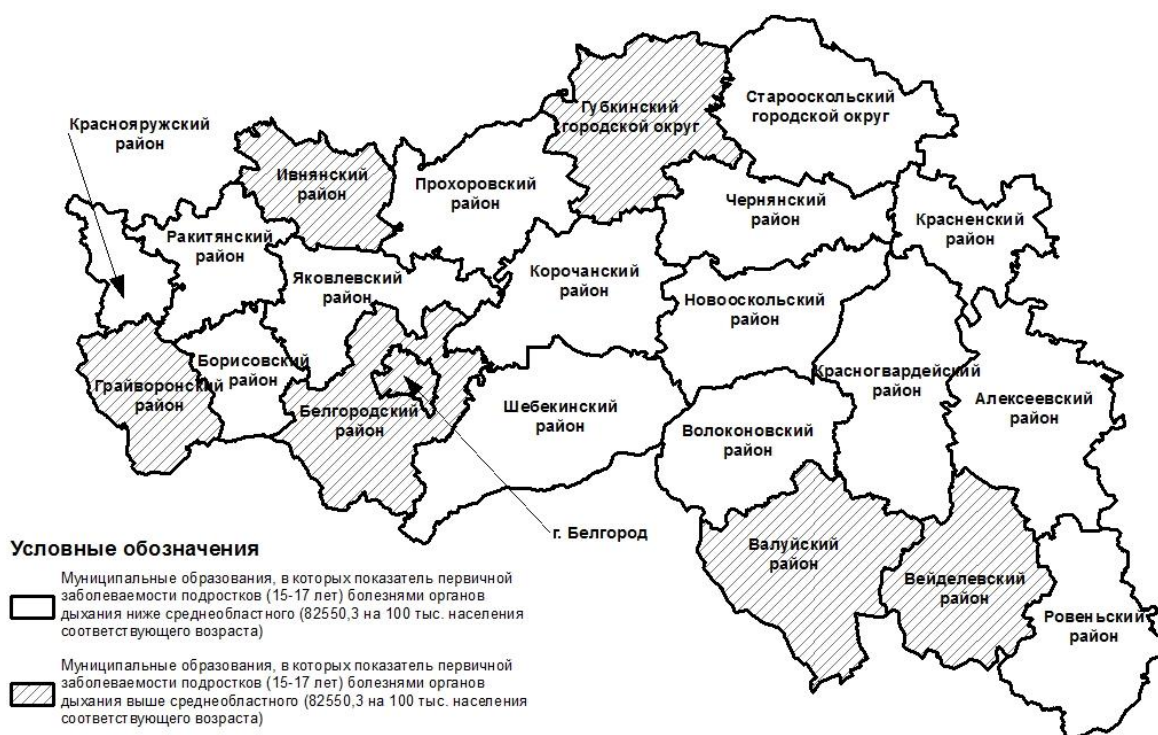 Старооскольский
городской округ
Губкинский
городской округ
Краснояружский
район
Ивнянский
район
Прохоровский
район
Чернянский
район
Красненский
район
Ракитянский
район
Яковлевский
район
Корочанский
район
Новооскольский
район
Борисовский
район
Грайворонский
район
Красногвардейский
район
Алексеевский
район
Белгородский
район
Шебекинский
район
Волоконовский
район
г. Белгород
Валуйский
район
Вейделевский
район
Ровеньский
район
Условные обозначения
Муниципальные образования, в которых показатель первичной
заболеваемости подростков (15-17 лет) болезнями органов
дыхания ниже среднеобластного (82550,3 на 100 тыс. населения
соответствующего возраста)
Муниципальные образования, в которых показатель первичной
заболеваемости подростков (15-17 лет) болезнями органов
дыхания выше среднеобластного (82550,3 на 100 тыс. населения
соответствующего возраста)